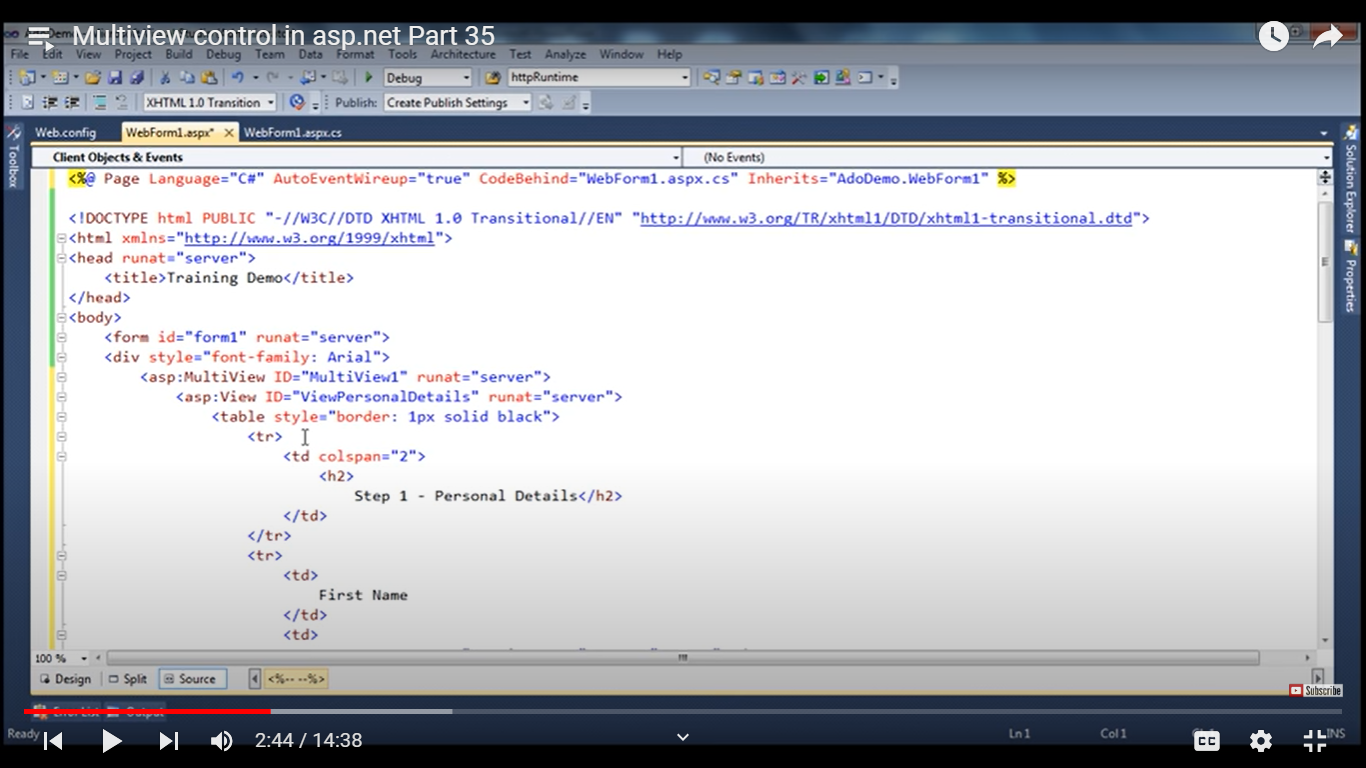 Multiview control in asp.net Part 35
File Edit View Project Build Debug Team Data Format Tools Architecture Test Analyze Window Help
Debug httpRuntime
XHTML 1.0 Transition Publish: Create Publish Settings
Web.config WebForm1.aspx* WebForm1.aspx.cs
Toolbox
Solution Explorer
Properties
Client Objects & Events (No Events)
<%@ Page Language="C#" AutoEventWireup="true" CodeBehind="WebForm1.aspx.cs" Inherits="AdoDemo.WebForm1" %>
<!DOCTYPE html PUBLIC "-//W3C//DTD XHTML 1.0 Transitional//EN" "http://www.w3.org/TR/xhtml1/DTD/xhtml1-transitional.dtd">
<html xmlns="http://www.w3.org/1999/xhtml">
<head runat="server">
<title>Training Demo</title>
</head>
<body>
<form id="form1" runat="server">
<div style="font-family: Arial">
<asp:MultiView ID="MultiView1" runat="server">
<asp:View ID="ViewPersonalDetails" runat="server">
<table style="border: 1px solid black">
<tr>
<td colspan="2">
<h2>
Step 1 - Personal Details</h2>
</td>
</tr>
<tr>
<td>
First Name
</td>
<td>
100 %
Design Split Source <%-- --%>
Subscribe
Error List Output
Ready Ln 1 Col 1 INS
2:44 / 14:38 CC